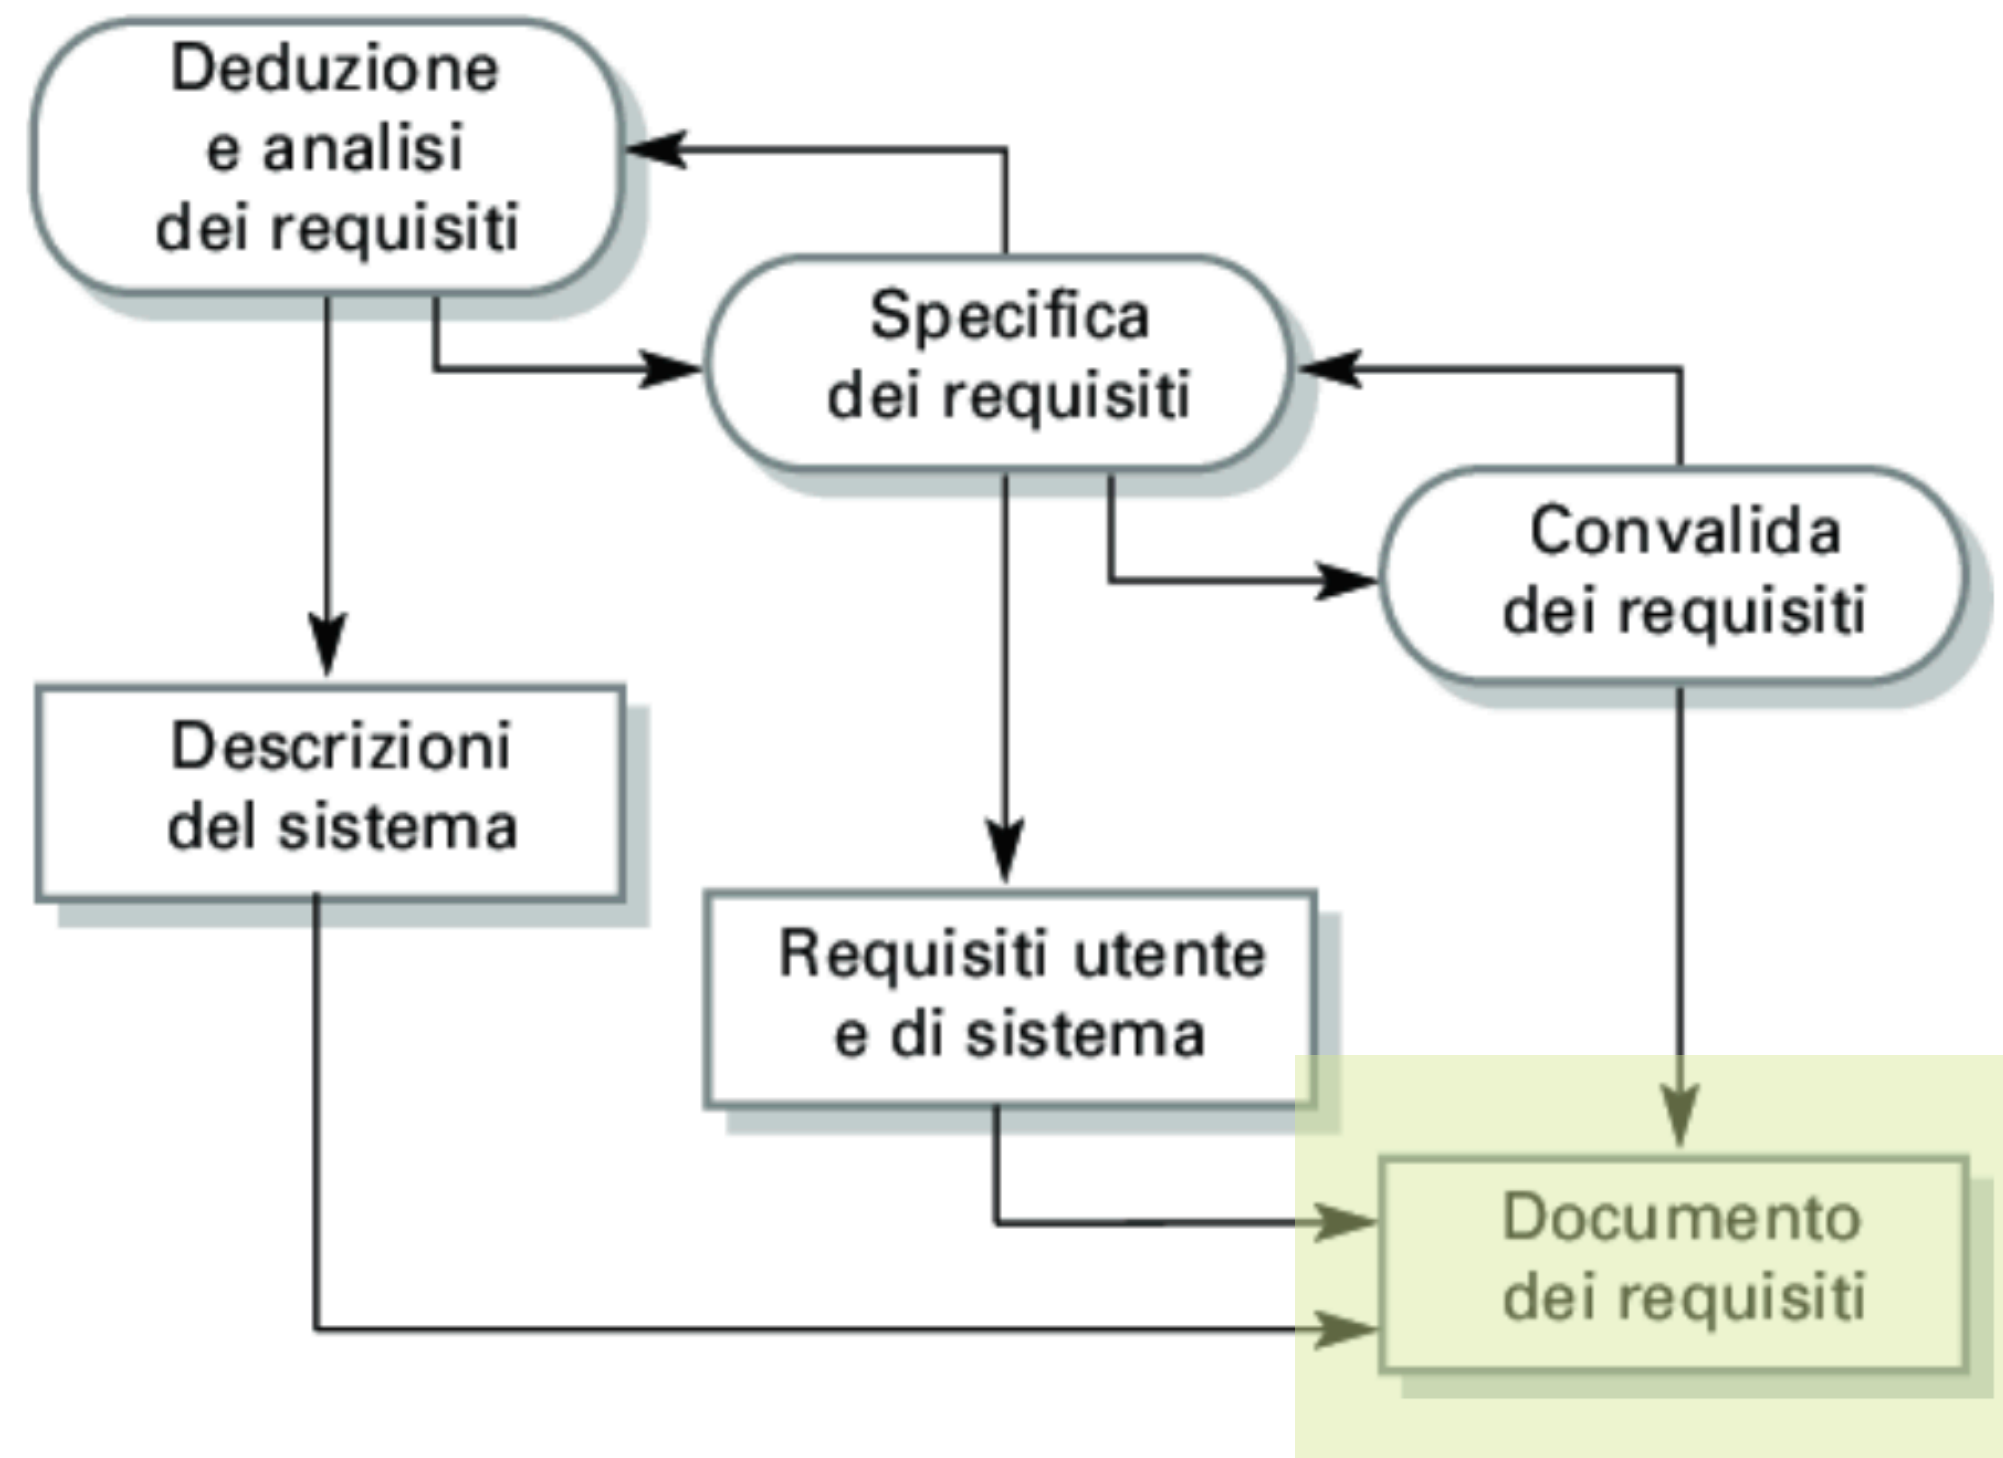 Deduzione
e analisi
dei requisiti
Specifica
dei requisiti
Convalida
dei requisiti
Descrizioni
del sistema
Requisiti utente
e di sistema
Documento
dei requisiti